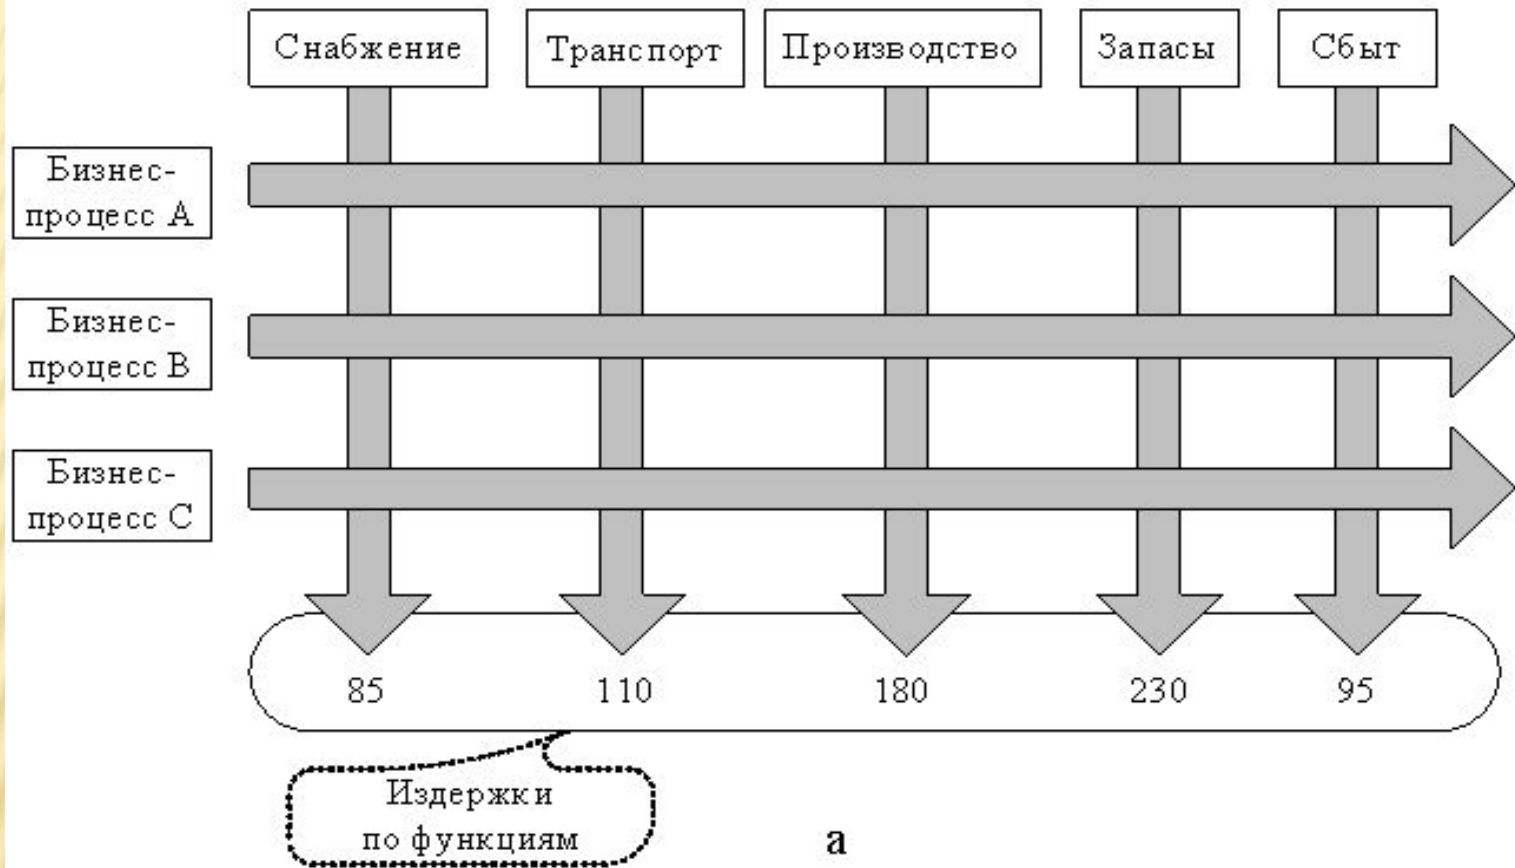 Снабжение
Транспорт
Производство
Запасы
Сбыт
Бизнес-
процесс А
Бизнес-
процесс В
Бизнес-
процесс С
85
110
180
230
95
Издержки
по функциям
а